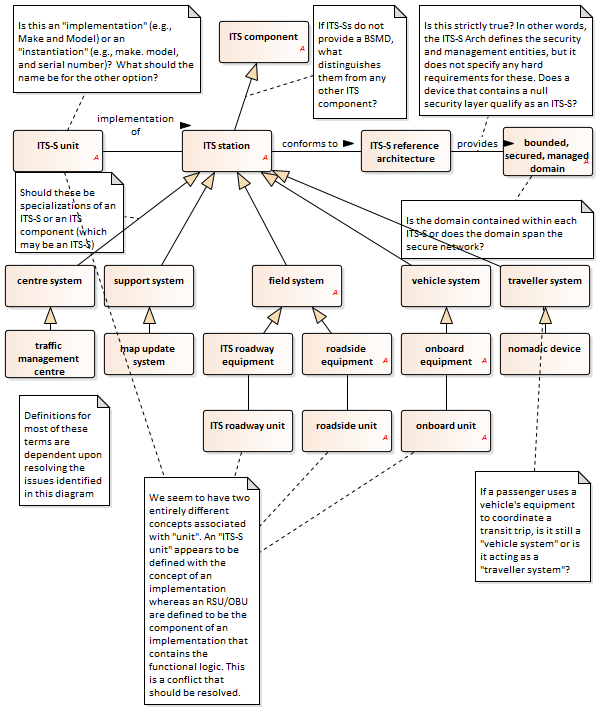 Is this an "implementation" (e.g.,
Make and Model) or an
"instantiation" (e.g., make. model,
and serial number)?  What should the
name be for the other option?
ITS component
A
If ITS-Ss do not
provide a BSMD,
what
distinguishes
them from any
other ITS
component?
Is this strictly true? In other words,
the ITS-S Arch defines the security
and management entities, but it
does not specify any hard
requirements for these. Does a
device that contains a null
security layer qualify as an ITS-S?
ITS-S unit
A
implementation
of
ITS station
A
conforms to
ITS-S reference
architecture
provides
bounded,
secured, managed
domain
A
Should these be
specializations of an
ITS-S or an ITS
component (which
may be an ITS-S)
Is the domain contained within each
ITS-S or does the domain span the
secure network?
centre system
support system
field system
A
vehicle system
traveller system
traffic
management
centre
map update
system
ITS roadway
equipment
roadside
equipment
A
onboard
equipment
A
nomadic device
Definitions for
most of these
terms are
dependent upon
resolving the
issues identified
in this diagram
ITS roadway unit
roadside unit
A
onboard unit
A
We seem to have two
entirely different
concepts associated
with "unit". An "ITS-S
unit" appears to be
defined with the
concept of an
implementation
whereas an RSU/OBU
are defined to be the
component of an
implementation that
contains the
functional logic. This
is a conflict that
should be resolved.
If a passenger uses a
vehicle's equipment
to coordinate a
transit trip, is it still a
"vehicle system" or is
it acting as a
"traveller system"?